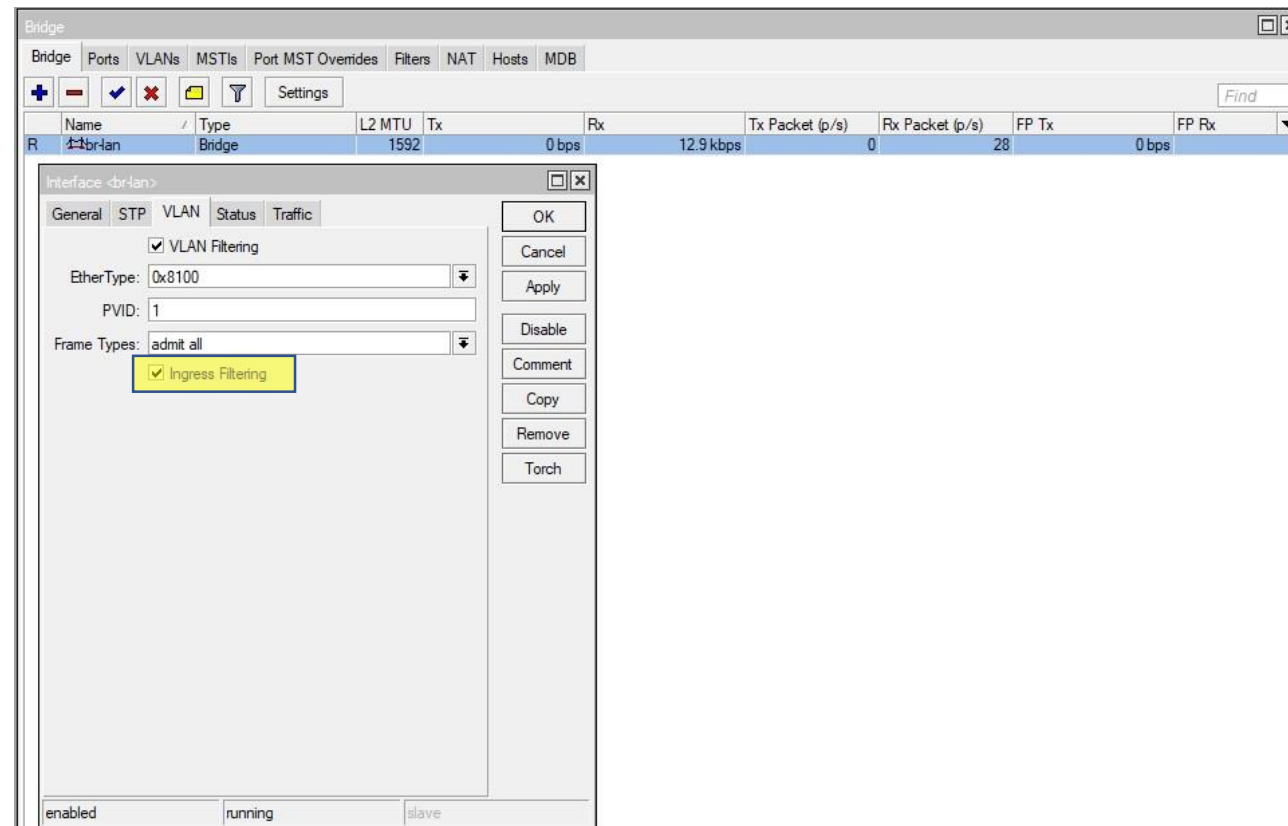 Bridge
Bridge Ports VLANs MSTIs Port MST Overrides Filters NAT Hosts MDB
Settings Find
Name Type L2 MTU Tx Rx Tx Packet (p/s) Rx Packet (p/s) FP Tx FP Rx
R br-lan Bridge 1592 0 bps 12.9 kbps 0 28 0 bps
Interface <br-lan>
General STP VLAN Status Traffic OK
VLAN Filtering Cancel
EtherType: 0x8100 Apply
PVID: 1
Disable
Frame Types: admit all
Comment
Ingress Filtering
Copy
Remove
Torch
enabled running slave